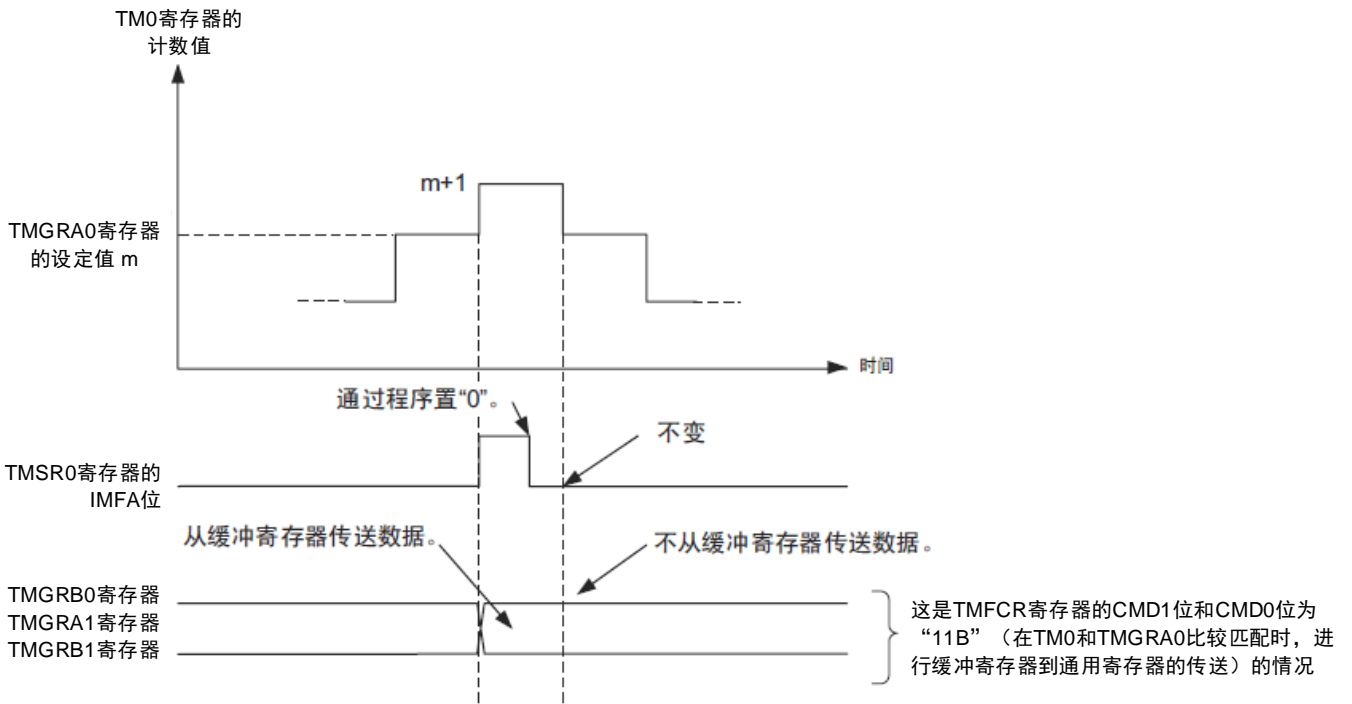 TM0寄存器的
计数值
m+1
TMGRA0寄存器
的设定值 m
时间
通过程序置“0”。
不变
TMSR0寄存器的
IMFA位
从缓冲寄存器传送数据。
不从缓冲寄存器传送数据。
TMGRB0寄存器
TMGRA1寄存器
TMGRB1寄存器
这是TMFCR寄存器的CMD1位和CMD0位为
“11B”（在TM0和TMGRA0比较匹配时，进
行缓冲寄存器到通用寄存器的传送）的情况